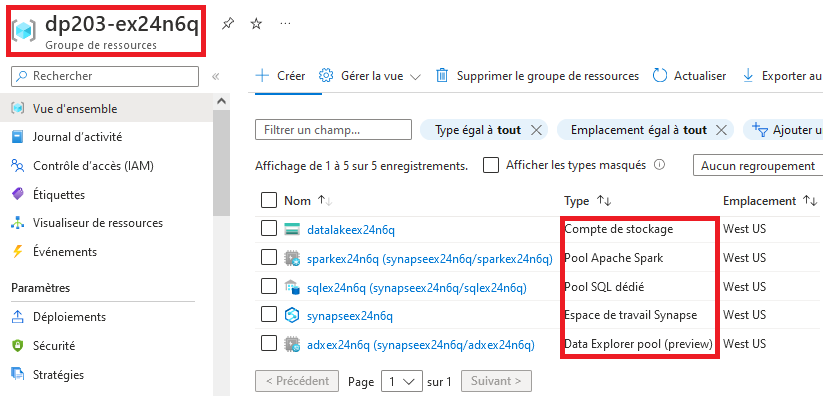 dp203-ex24n6q
Groupe de ressources
Rechercher
Vue d'ensemble
Journal d'activité
Contrôle d'accès (IAM)
Étiquettes
Visualiseur de ressources
Événements
Paramètres
Déploiements
Sécurité
Stratégies
Créer Gérer la vue Supprimer le groupe de ressources Actualiser Exporter au
Filtrer un champ... Type égal à tout Emplacement égal à tout Ajouter u
Affichage de 1 à 5 sur 5 enregistrements. Afficher les types masqués Aucun regroupement
Nom Type Emplacement
datalakeex24n6q Compte de stockage West US
sparkex24n6q (synapseex24n6q/sparkex24n6q) Pool Apache Spark West US
sqlex24n6q (synapseex24n6q/sqlex24n6q) Pool SQL dédié West US
synapseex24n6q Espace de travail Synapse West US
adxex24n6q (synapseex24n6q/adxex24n6q) Data Explorer pool (preview) West US
< Précédent Page 1 sur 1 Suivant >